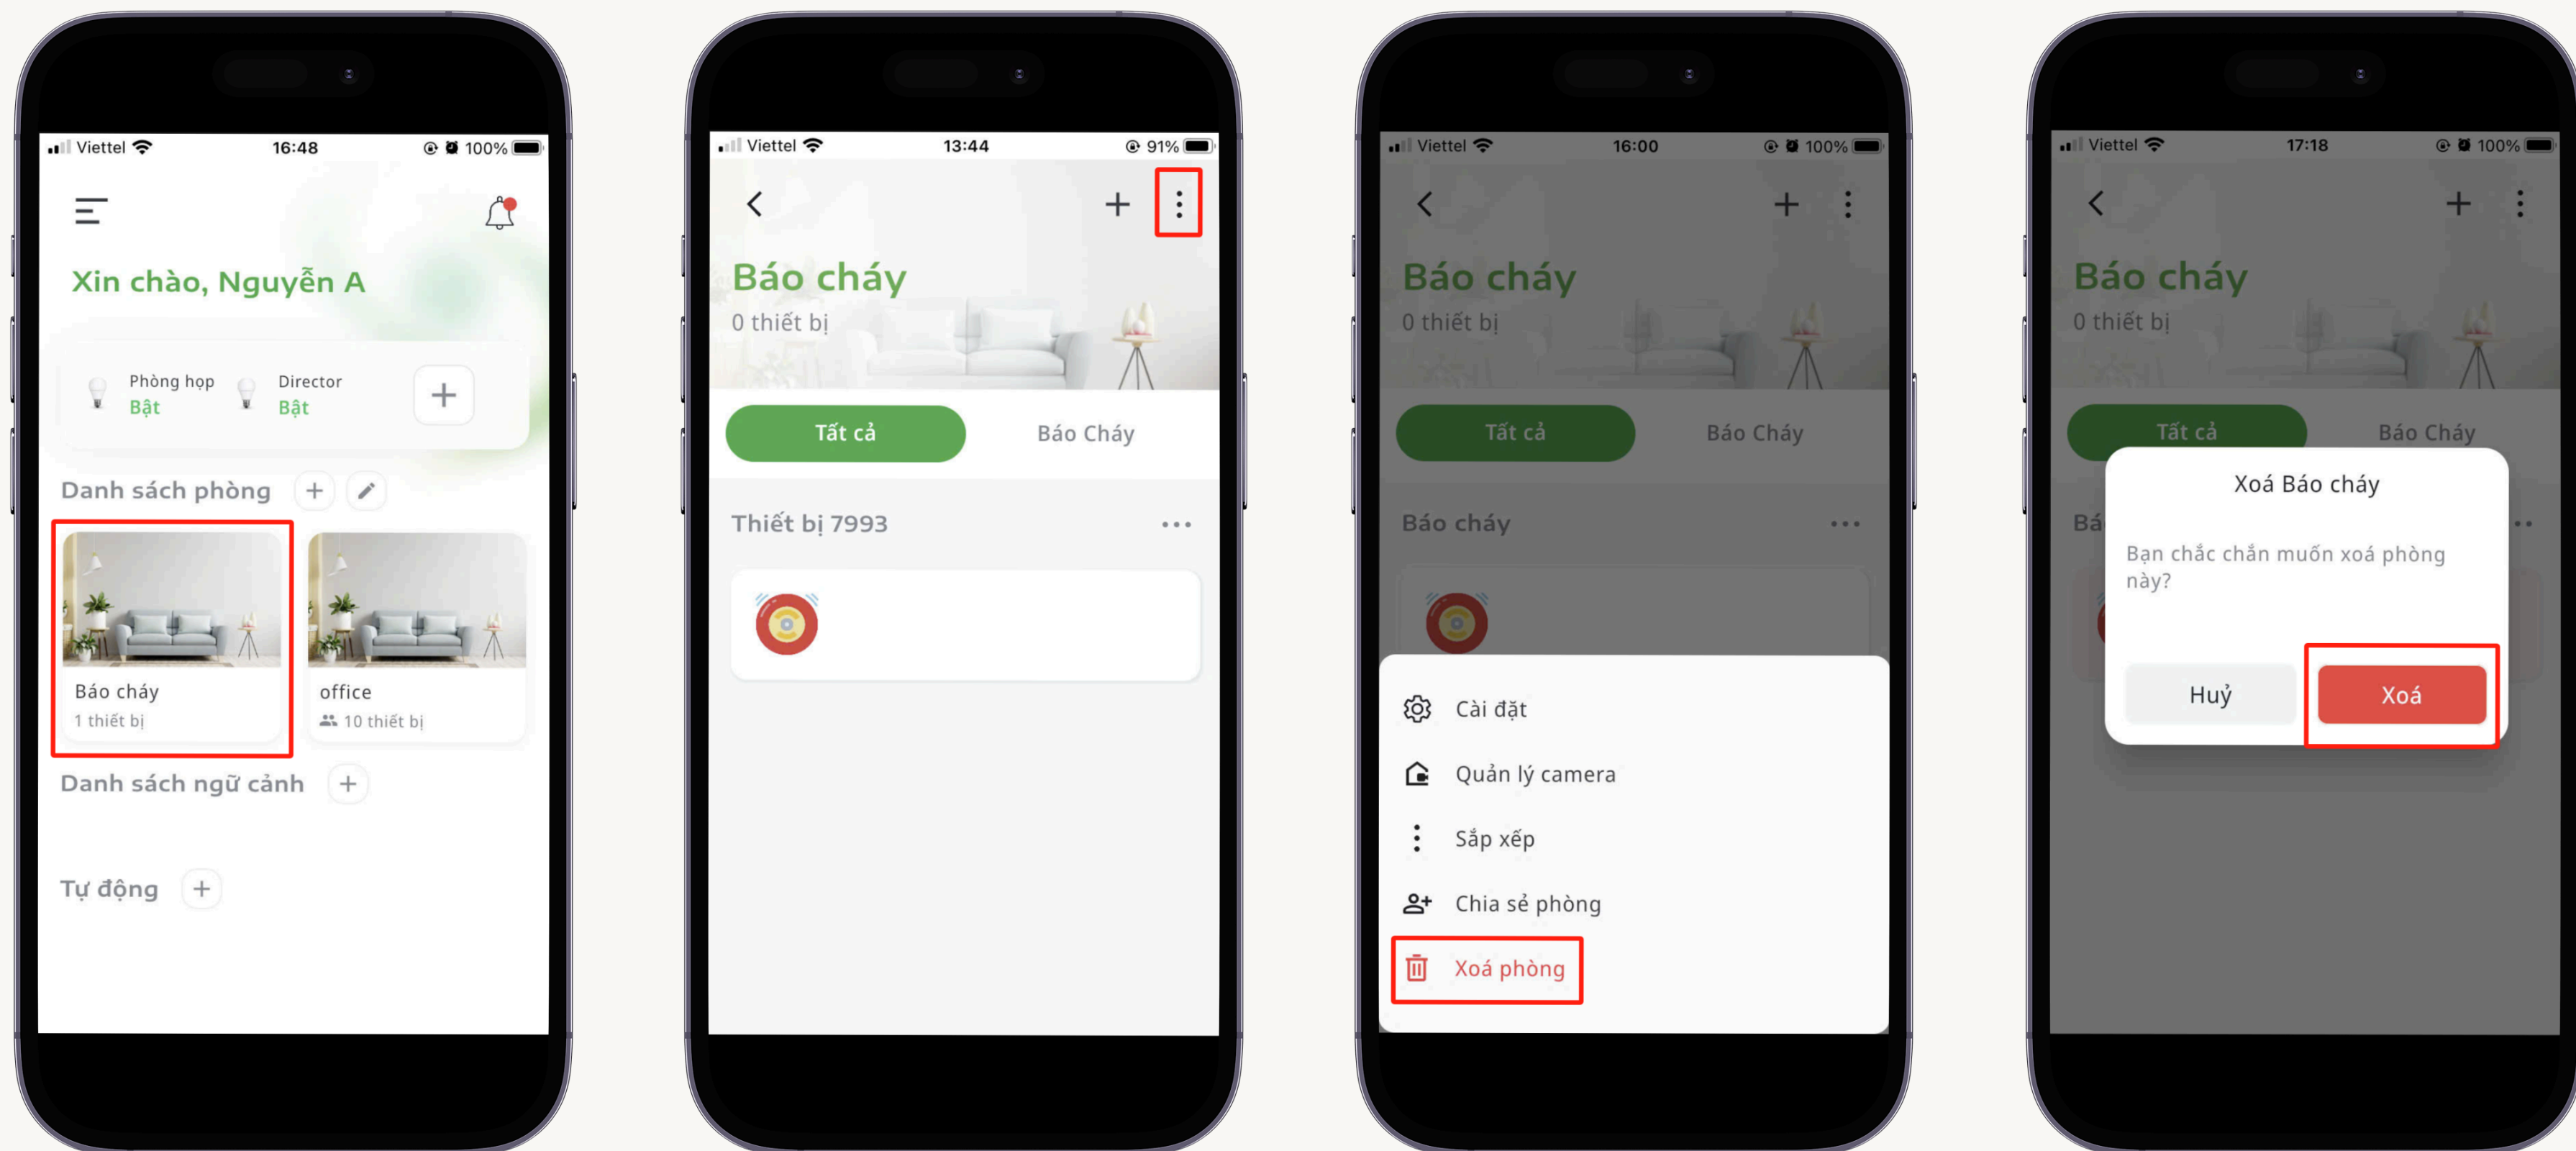 Viettel 16:48 100%
Xin chào, Nguyễn A
Phòng họp Director
Bật Bật
Danh sách phòng
Báo cháy office
1 thiết bị 10 thiết bị
Danh sách ngữ cảnh
Tự động
Viettel 13:44 91%
Báo cháy
0 thiết bị
Tất cả Báo Cháy
Thiết bị 7993
Viettel 16:00 100%
Báo cháy
0 thiết bị
Tất cả Báo Cháy
Báo cháy
Cài đặt
Quản lý camera
Sắp xếp
Chia sẻ phòng
Xoá phòng
Viettel 17:18 100%
Báo cháy
0 thiết bị
Tất cả Báo Cháy
Bá
Xoá Báo cháy
Bạn chắc chắn muốn xoá phòng
này?
Huỷ Xoá